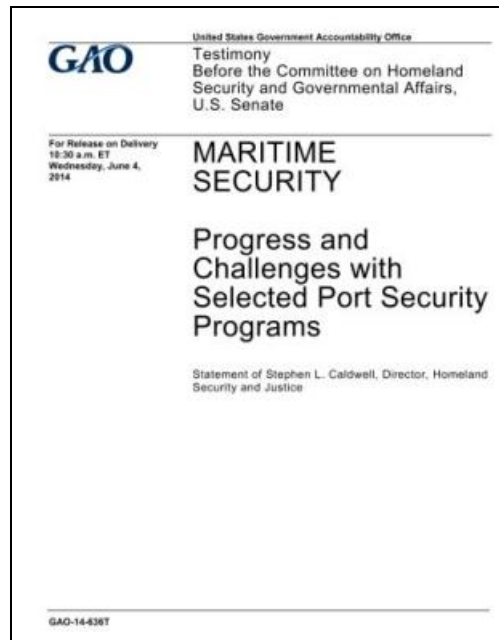 United States Government Accountability Office
GAO
Testimony
Before the Committee on Homeland
Security and Governmental Affairs,
U.S. Senate
For Release on Delivery
10:30 a.m. ET
Wednesday, June 4,
2014
MARITIME
SECURITY
Progress and
Challenges with
Selected Port Security
Programs
Statement of Stephen L. Caldwell, Director, Homeland
Security and Justice
GAO-14-636T